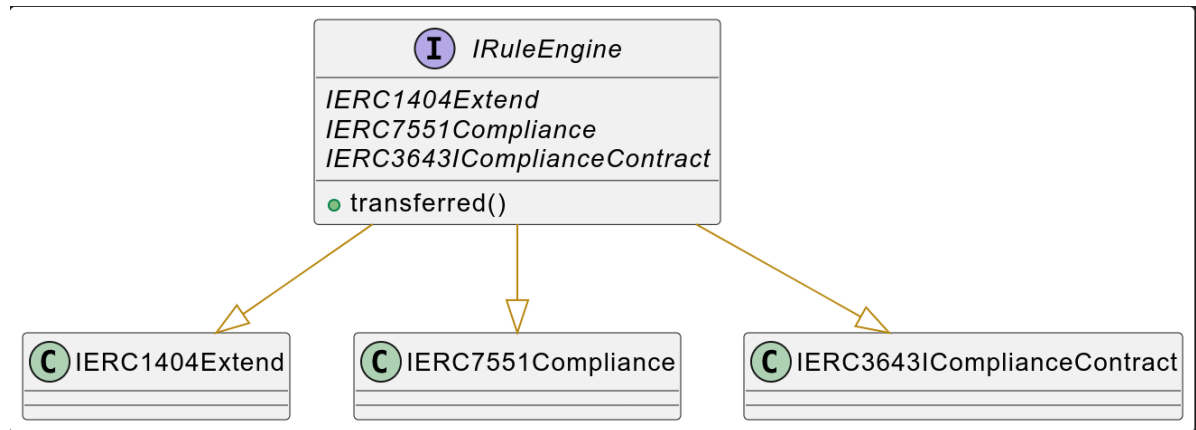 I IRuleEngine
IERC1404Extend
IERC7551Compliance
IERC3643IComplianceContract
transferred()
C IERC1404Extend
C IERC7551Compliance
C IERC3643IComplianceContract